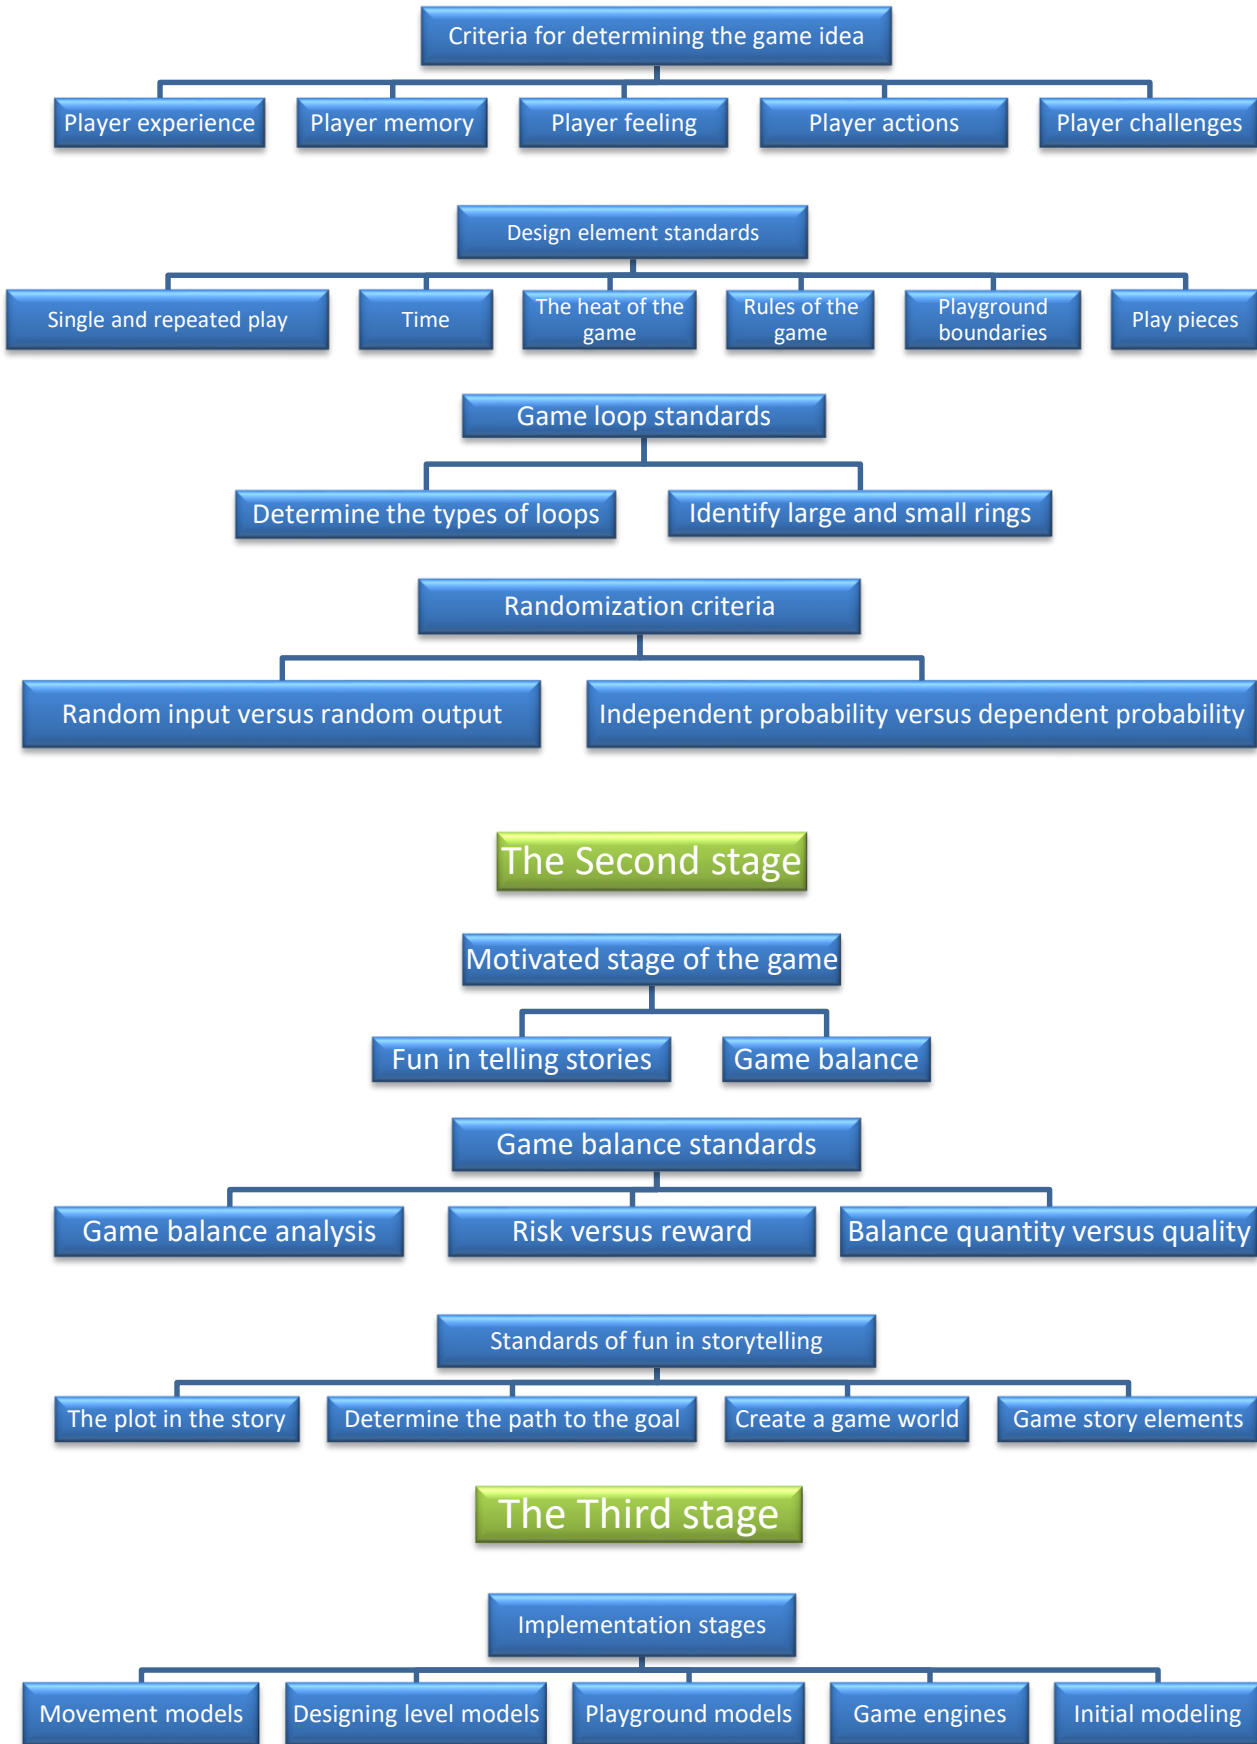 Criteria for determining the game idea
Player experience
Player memory
Player feeling
Player actions
Player challenges
Design element standards
Single and repeated play
Time
The heat of the
game
Rules of the
game
Playground
boundaries
Play pieces
Game loop standards
Determine the types of loops
Identify large and small rings
Randomization criteria
Random input versus random output
Independent probability versus dependent probability
The Second stage
Motivated stage of the game
Fun in telling stories
Game balance
Game balance standards
Game balance analysis
Risk versus reward
Balance quantity versus quality
Standards of fun in storytelling
The plot in the story
Determine the path to the goal
Create a game world
Game story elements
The Third stage
Implementation stages
Movement models
Designing level models
Playground models
Game engines
Initial modeling